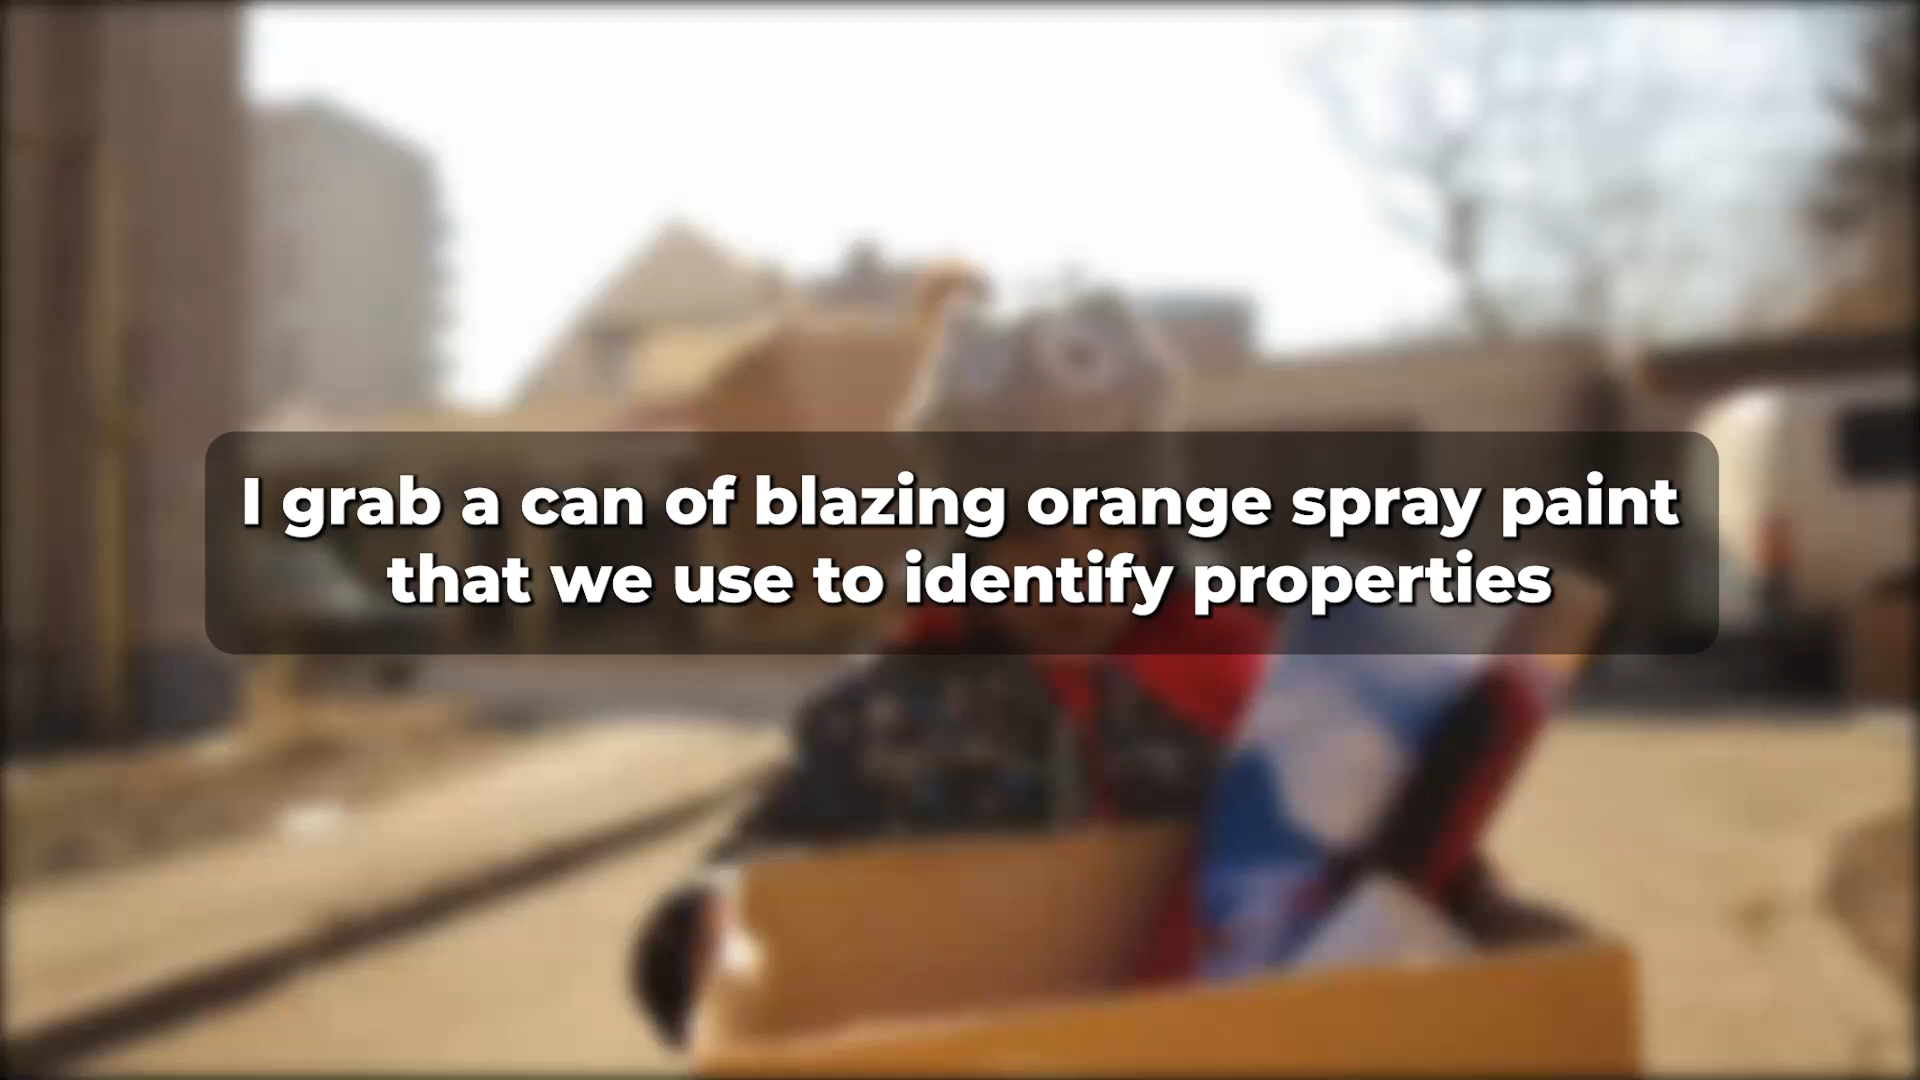 I grab a can of blazing orange spray paint
that we use to identify properties